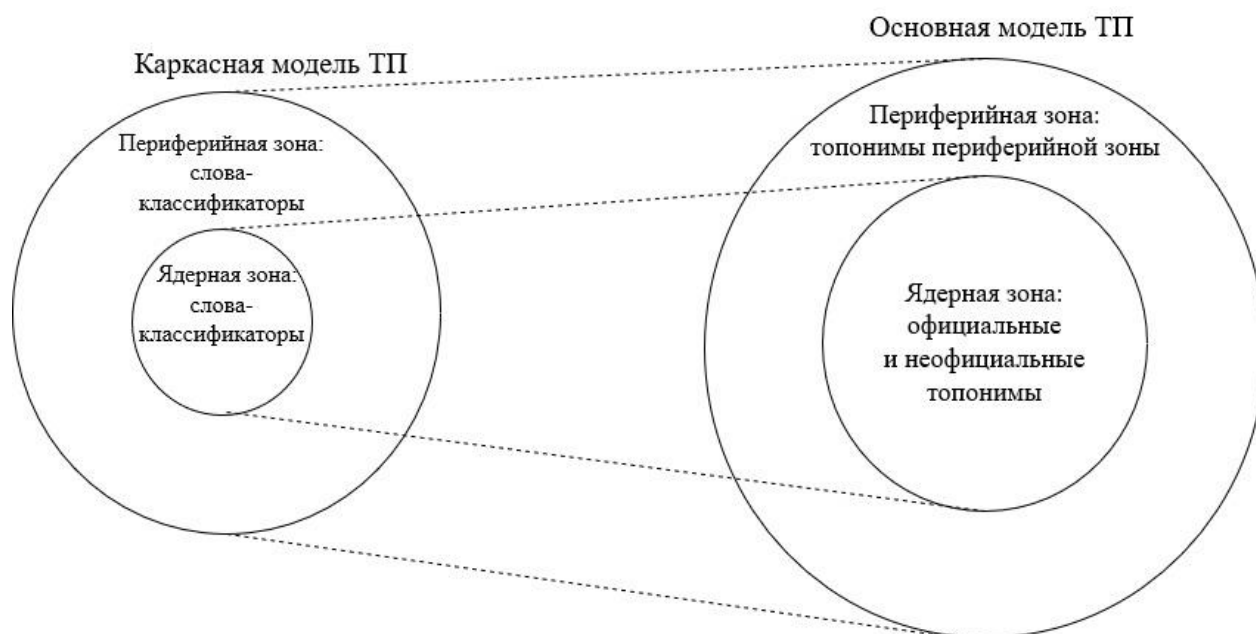 Каркасная модель ТП
Периферийная зона:
слова-
классификаторы
Ядерная зона:
слова-
классификаторы
Основная модель ТП
Периферийная зона:
топонимы периферийной зоны
Ядерная зона:
официальные
и неофициальные
топонимы